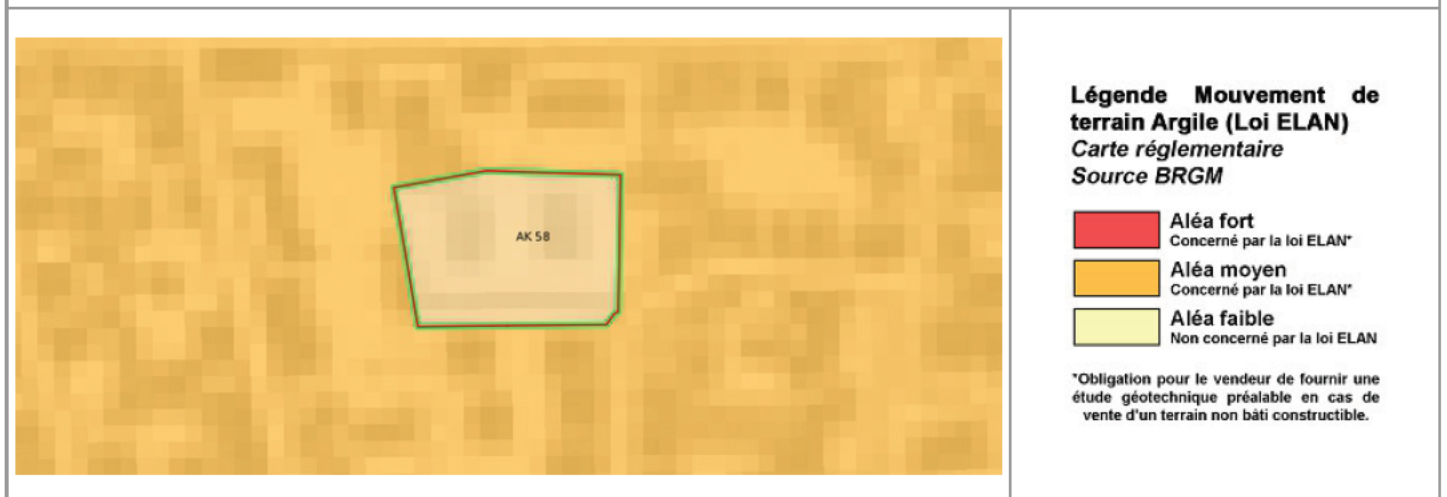 AK 58
Légende Mouvement de
terrain Argile (Loi ELAN)
Carte réglementaire
Source BRGM
Aléa fort
Concerné par la loi ELAN*
Aléa moyen
Concerné par la loi ELAN*
Aléa faible
Non concerné par la loi ELAN
*Obligation pour le vendeur de fournir une
étude géotechnique préalable en cas de
vente d'un terrain non bâti constructible.